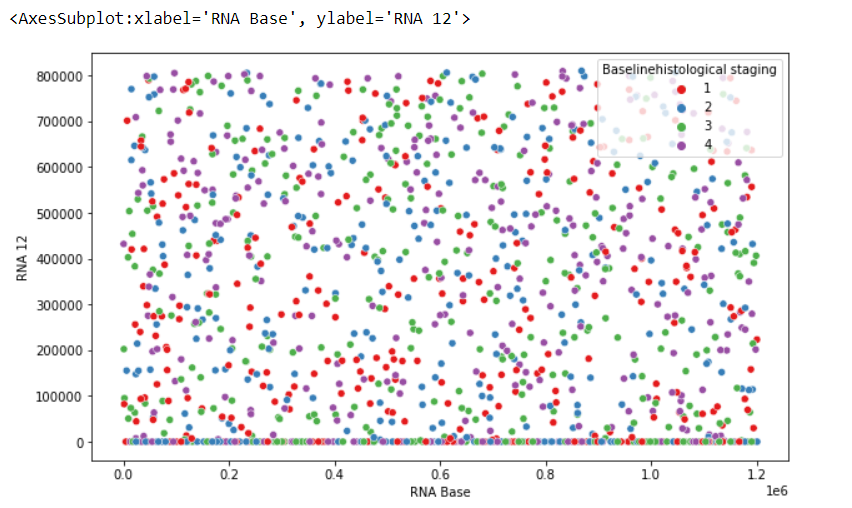 <AxesSubplot:xlabel='RNA Base', ylabel='RNA 12'>
Baselinehistological staging
1
2
3
4
800000
700000
600000
500000
400000
300000
200000
100000
0
RNA 12
0.0 0.2 0.4 0.6 0.8 1.0 1.2
1e6
RNA Base